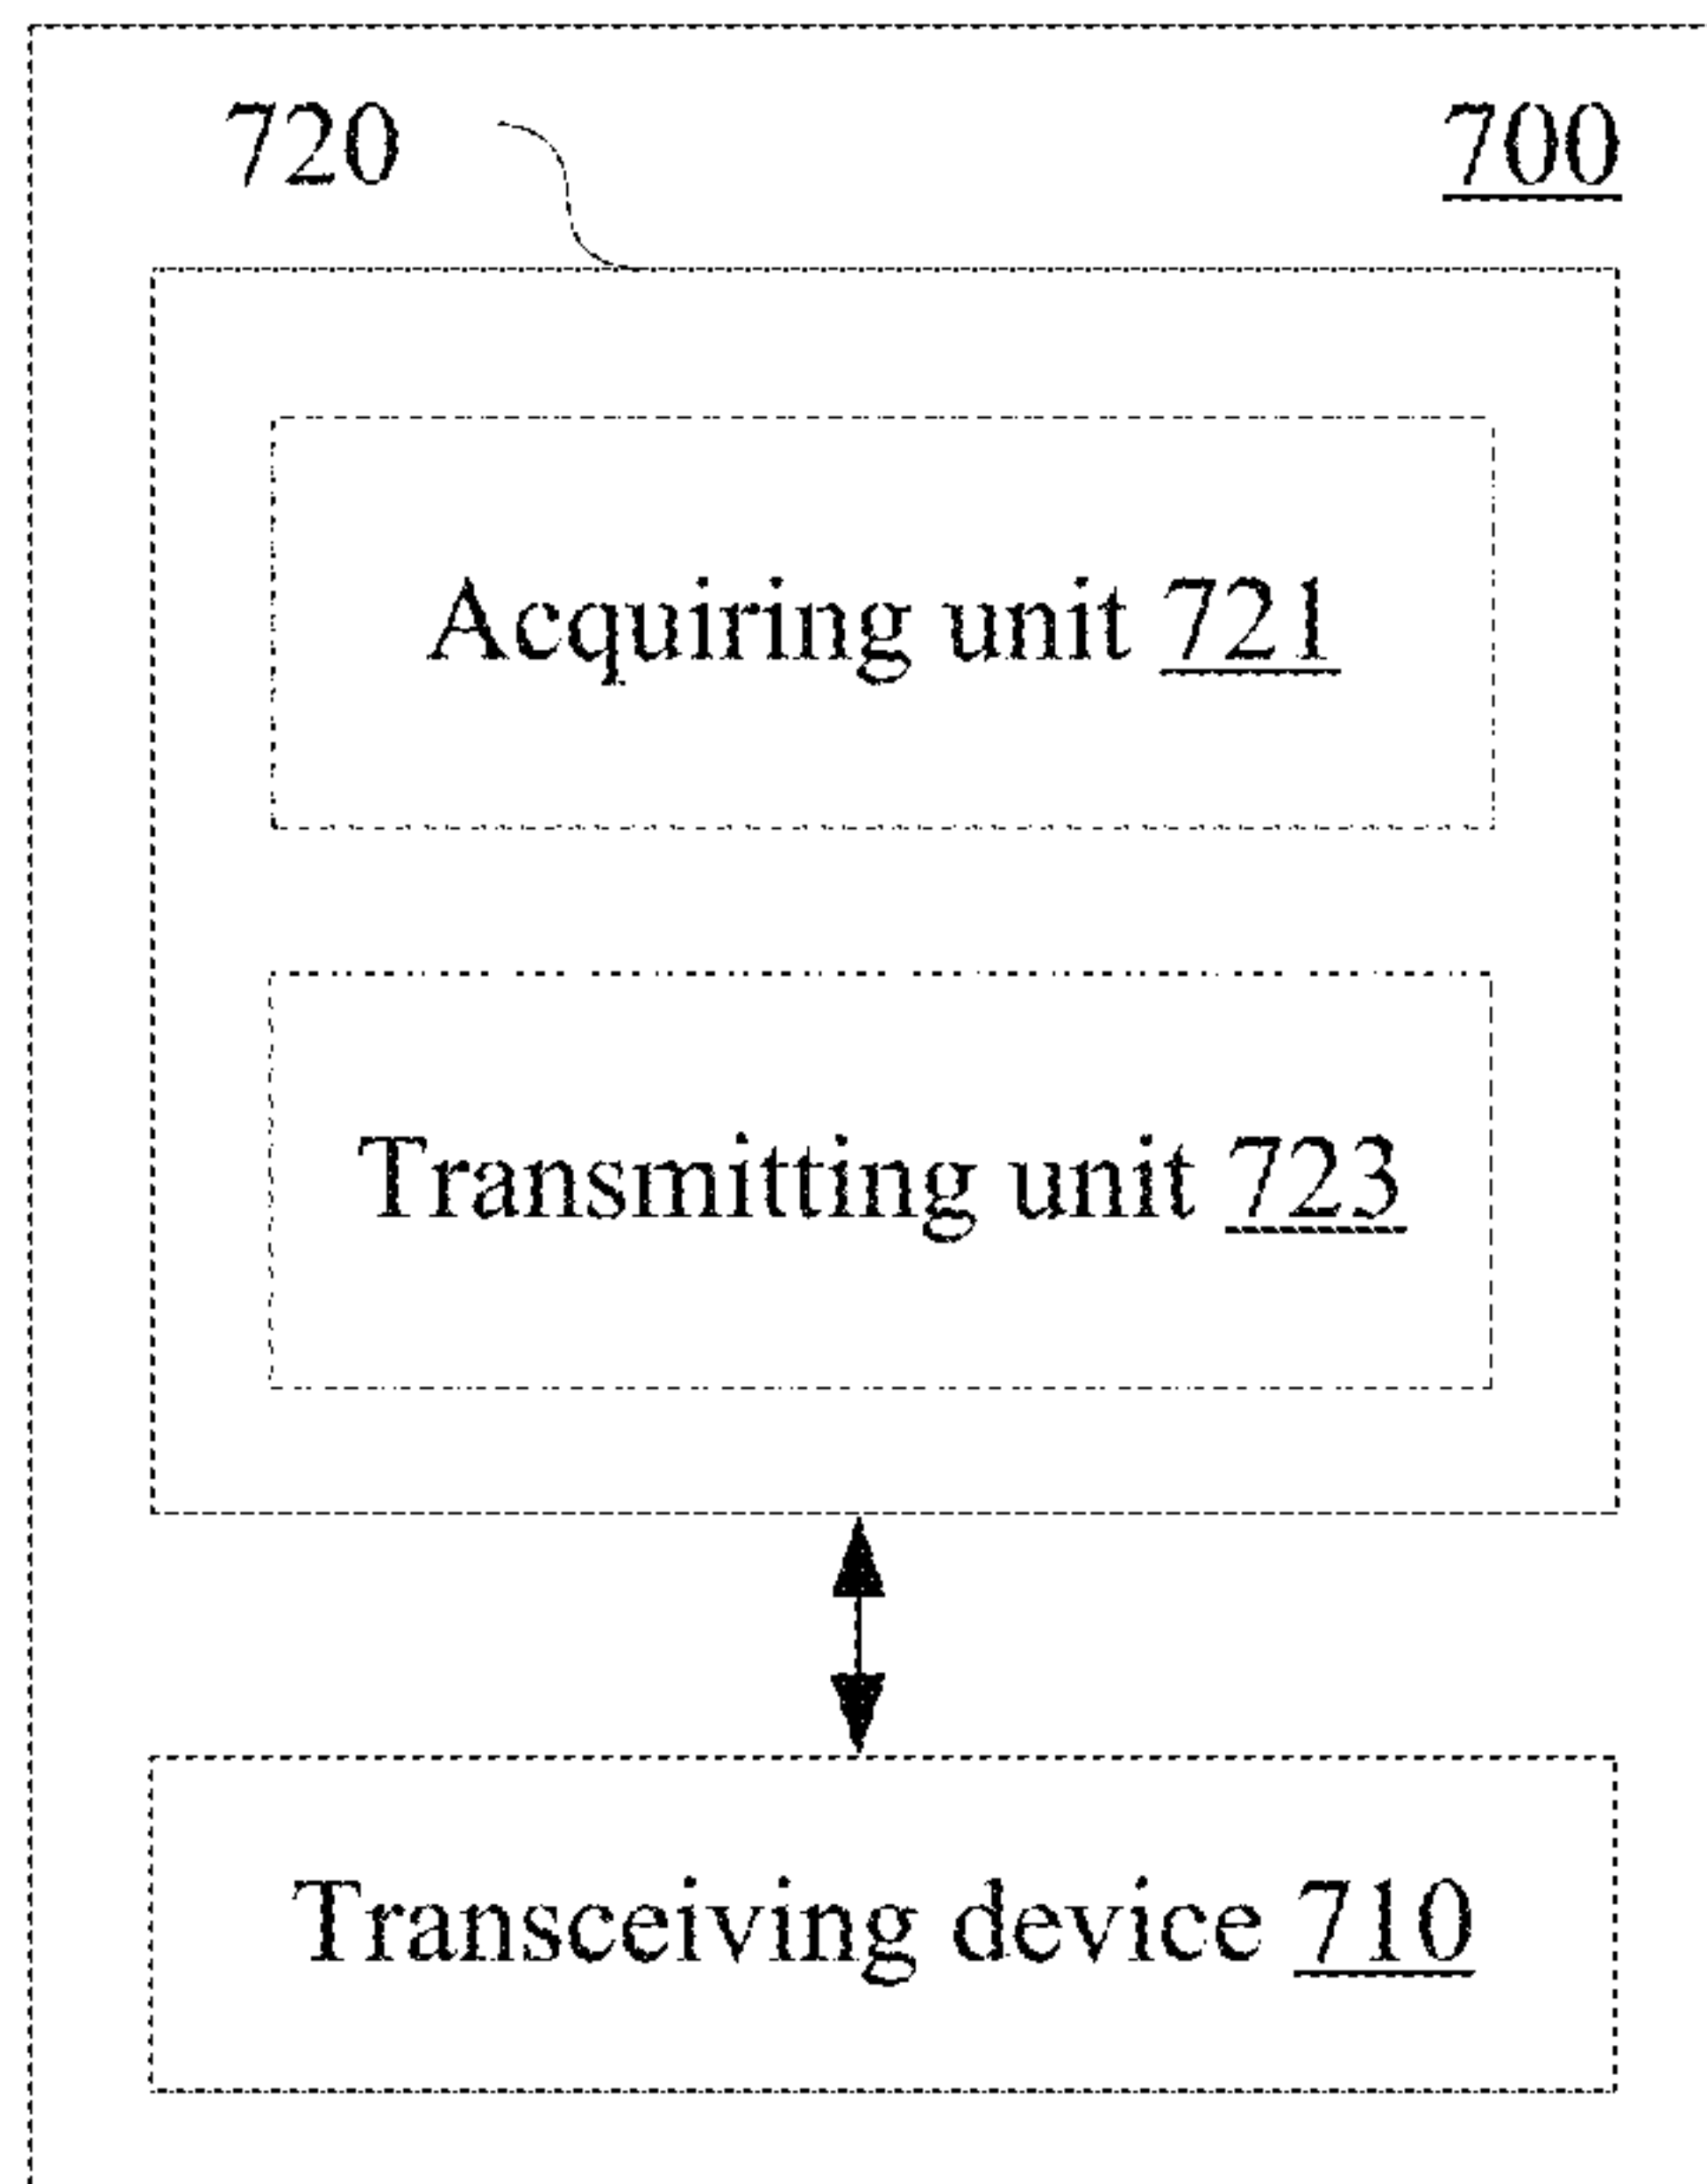 720
700
Acquiring unit 721
Transmitting unit 723
Transceiving device 710